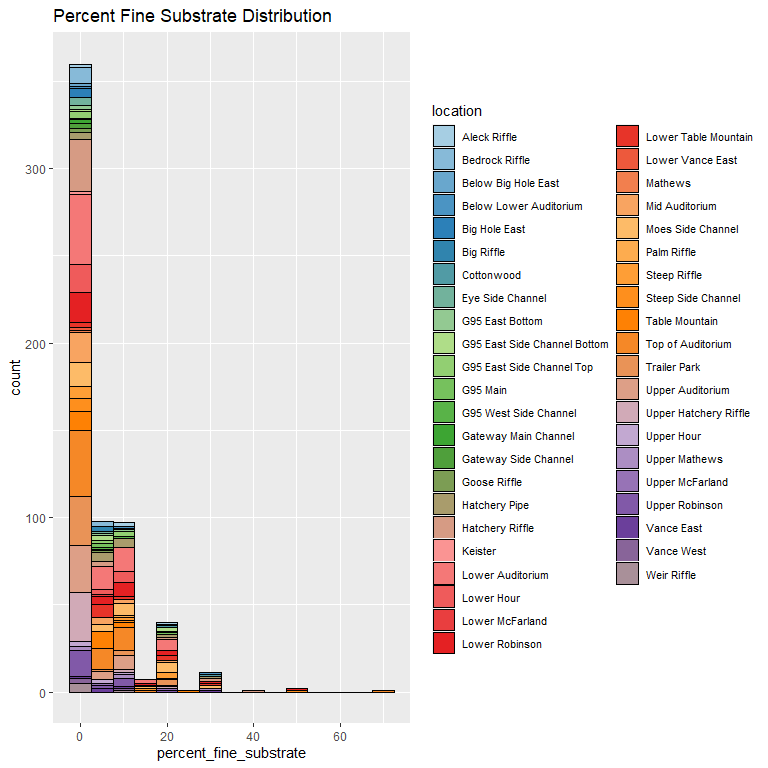 Percent Fine Substrate Distribution
count
300
200
100
0
0
20
40
60
percent_fine_substrate
location
Aleck Riffle
Bedrock Riffle
Below Big Hole East
Below Lower Auditorium
Big Hole East
Big Riffle
Cottonwood
Eye Side Channel
G95 East Bottom
G95 East Side Channel Bottom
G95 East Side Channel Top
G95 Main
G95 West Side Channel
Gateway Main Channel
Gateway Side Channel
Goose Riffle
Hatchery Pipe
Hatchery Riffle
Keister
Lower Auditorium
Lower Hour
Lower McFarland
Lower Robinson
Lower Table Mountain
Lower Vance East
Mathews
Mid Auditorium
Moes Side Channel
Palm Riffle
Steep Riffle
Steep Side Channel
Table Mountain
Top of Auditorium
Trailer Park
Upper Auditorium
Upper Hatchery Riffle
Upper Hour
Upper Mathews
Upper McFarland
Upper Robinson
Vance East
Vance West
Weir Riffle